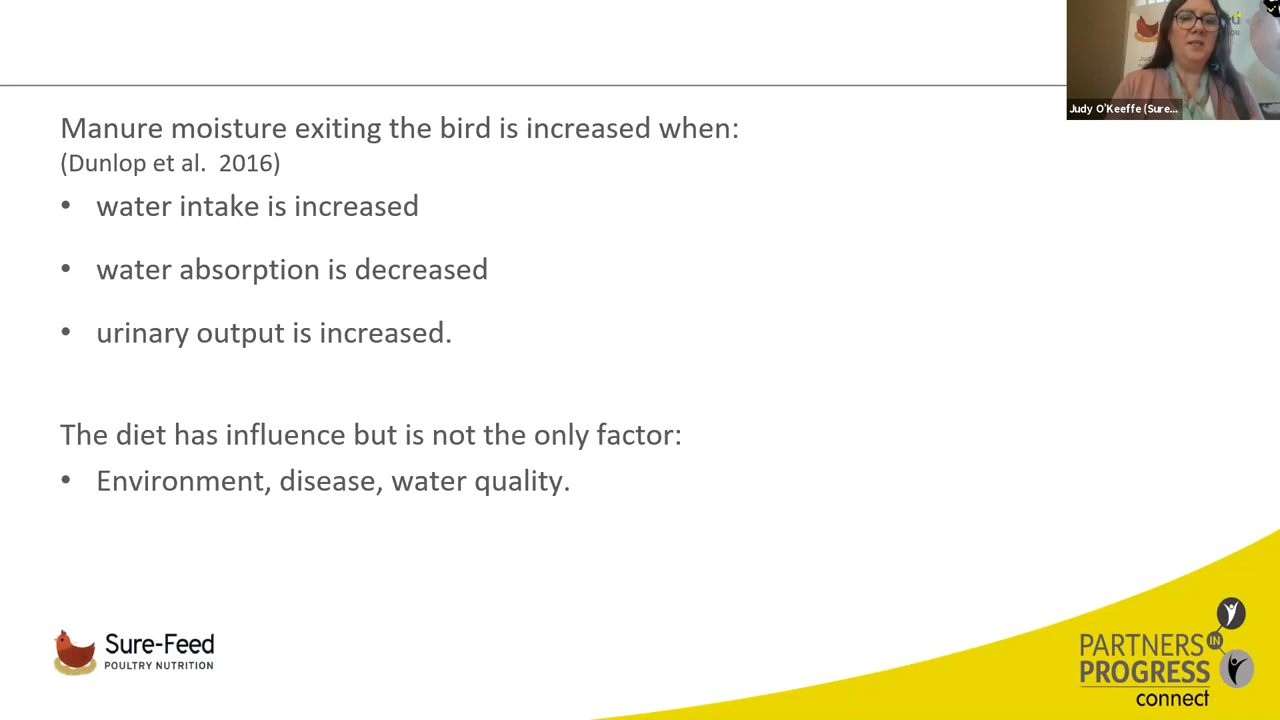 Manure moisture exiting the bird is increased when:
(Dunlop et al. 2016)
• water intake is increased
• water absorption is decreased
• urinary output is increased.
The diet has influence but is not the only factor:
• Environment, disease, water quality.
Judy O'Keeffe (Sure...
Sure-Feed
POULTRY NUTRITION
PARTNERS IN
PROGRESS
connect